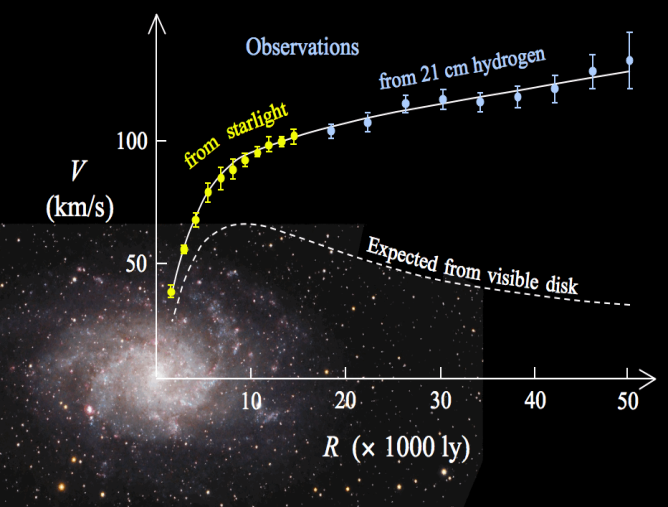 Observations
from 21 cm hydrogen
from starlight
100
V
(km/s)
50
Expected from visible disk
10 20 30 40 50
R (× 1000 ly)